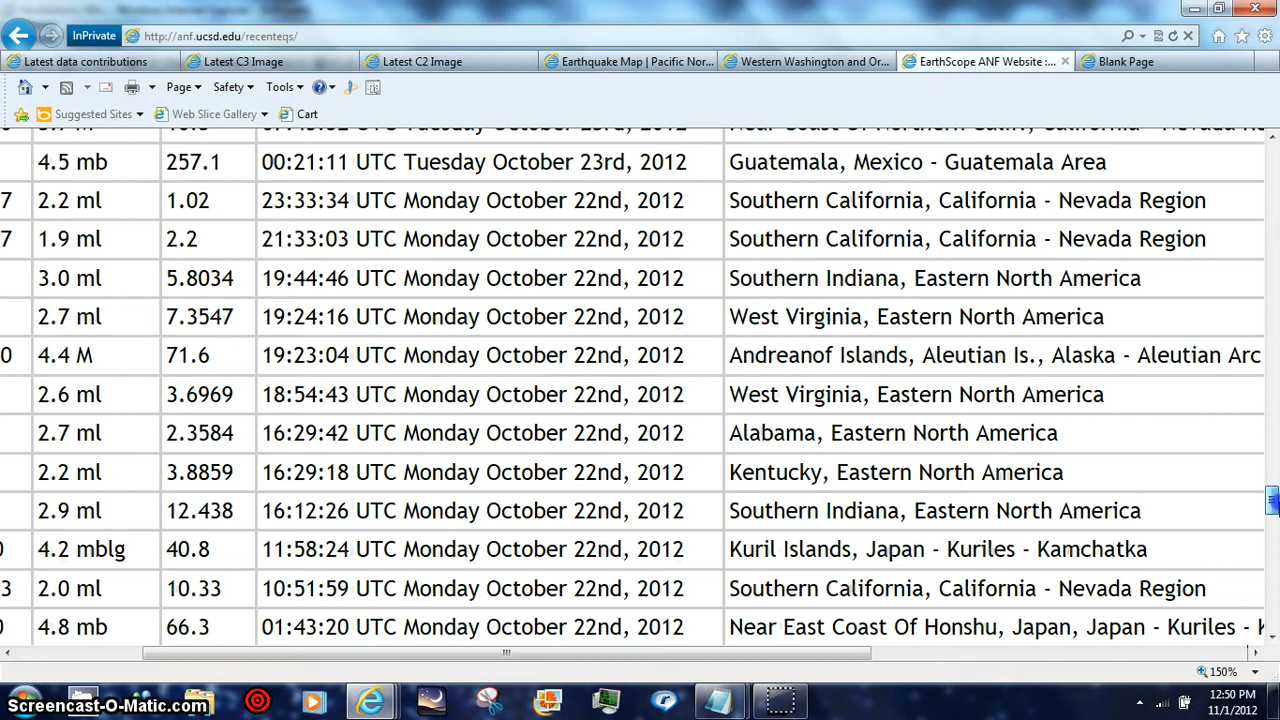 InPrivate
http://anf.ucsd.edu/recenteqs/
Latest data contributions
Latest C3 Image
Latest C2 Image
Earthquake Map | Pacific Nor...
Western Washington and Or...
EarthScope ANF Website :...
Blank Page
Page
Safety
Tools
Suggested Sites
Web Slice Gallery
Cart
4.5 mb 257.1 00:21:11 UTC Tuesday October 23rd, 2012 Guatemala, Mexico - Guatemala Area
7 2.2 ml 1.02 23:33:34 UTC Monday October 22nd, 2012 Southern California, California - Nevada Region
7 1.9 ml 2.2 21:33:03 UTC Monday October 22nd, 2012 Southern California, California - Nevada Region
3.0 ml 5.8034 19:44:46 UTC Monday October 22nd, 2012 Southern Indiana, Eastern North America
2.7 ml 7.3547 19:24:16 UTC Monday October 22nd, 2012 West Virginia, Eastern North America
0 4.4 M 71.6 19:23:04 UTC Monday October 22nd, 2012 Andreanof Islands, Aleutian Is., Alaska - Aleutian Arc
2.6 ml 3.6969 18:54:43 UTC Monday October 22nd, 2012 West Virginia, Eastern North America
2.7 ml 2.3584 16:29:42 UTC Monday October 22nd, 2012 Alabama, Eastern North America
2.2 ml 3.8859 16:29:18 UTC Monday October 22nd, 2012 Kentucky, Eastern North America
2.9 ml 12.438 16:12:26 UTC Monday October 22nd, 2012 Southern Indiana, Eastern North America
0 4.2 mblg 40.8 11:58:24 UTC Monday October 22nd, 2012 Kuril Islands, Japan - Kuriles - Kamchatka
3 2.0 ml 10.33 10:51:59 UTC Monday October 22nd, 2012 Southern California, California - Nevada Region
0 4.8 mb 66.3 01:43:20 UTC Monday October 22nd, 2012 Near East Coast Of Honshu, Japan, Japan - Kuriles - K
150%
Screencast-O-Matic.com
12:50 PM
11/1/2012